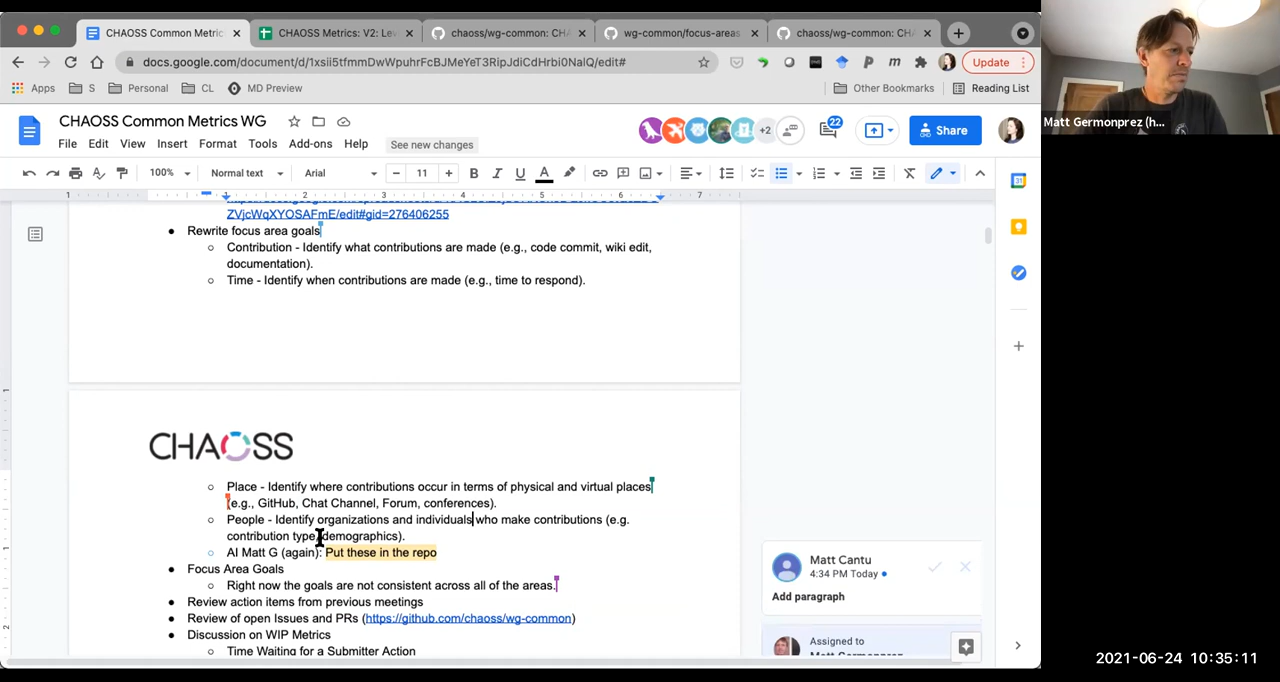 CHAOSS Common Metric
CHAOSS Metrics: V2: Lev
chaoss/wg-common: CH
wg-common/focus-areas
chaoss/wg-common: CHA
docs.google.com/document/d/1xsii5tfmmDwWpuhrFcBJMeYeT3RipJdiCdHrbi0NalQ/edit#
Update
Apps
S
Personal
CL
MD Preview
Other Bookmarks
Reading List
CHAOSS Common Metrics WG
File Edit View Insert Format Tools Add-ons Help
See new changes
+2
22
Share
100%
Normal text
Arial
11
ZVjcWqXYOSAFmE/edit#gid=276406255
Rewrite focus area goals
Contribution - Identify what contributions are made (e.g., code commit, wiki edit,
documentation).
Time - Identify when contributions are made (e.g., time to respond).
CHAOSS
Place - Identify where contributions occur in terms of physical and virtual places
(e.g., GitHub, Chat Channel, Forum, conferences).
People - Identify organizations and individuals who make contributions (e.g.
contribution type, demographics).
AI Matt G (again): Put these in the repo
Focus Area Goals
Right now the goals are not consistent across all of the areas.
Review action items from previous meetings
Review of open Issues and PRs (https://github.com/chaoss/wg-common)
Discussion on WIP Metrics
Time Waiting for a Submitter Action
Matt Cantu
4:34 PM Today
Add paragraph
Assigned to
Matt Germonprez
Matt Germonprez (h...
2021-06-24 10:35:11